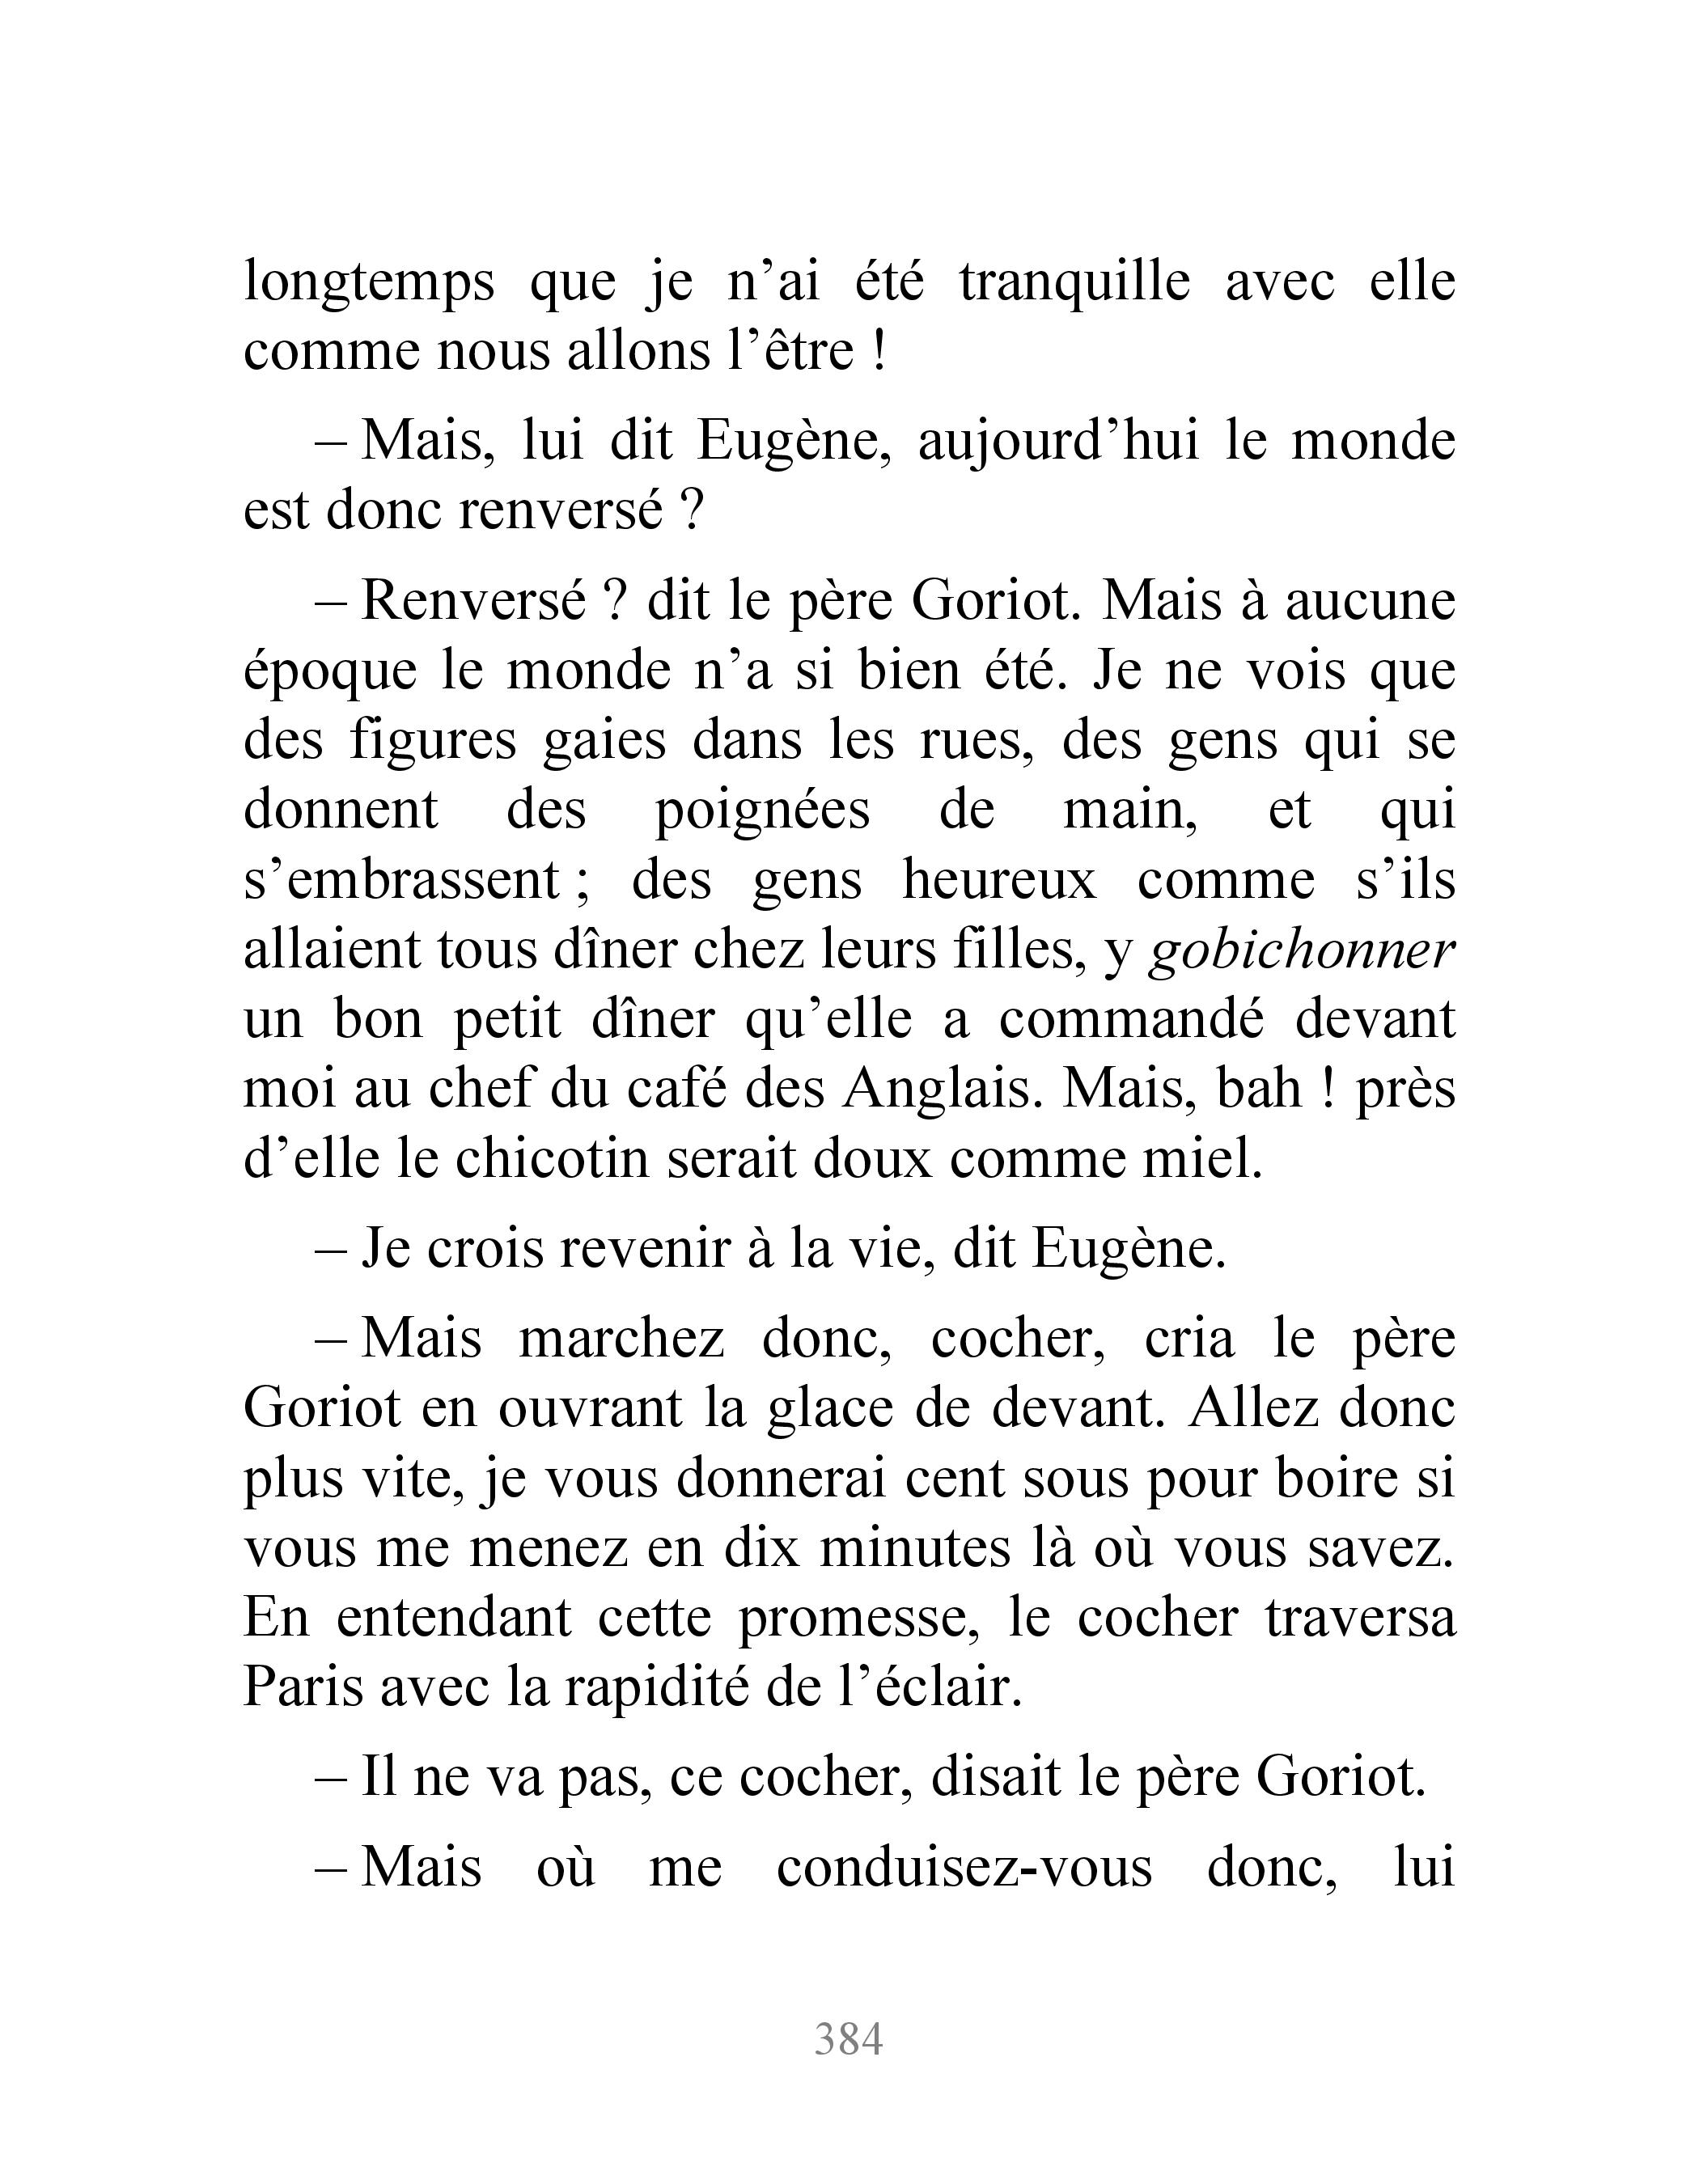 longtemps que je n’ai été tranquille avec elle
comme nous allons l’être !
– Mais, lui dit Eugène, aujourd’hui le monde
est donc renversé ?
– Renversé ? dit le père Goriot. Mais à aucune
époque le monde n’a si bien été. Je ne vois que
des figures gaies dans les rues, des gens qui se
donnent des poignées de main, et qui
s’embrassent ; des gens heureux comme s’ils
allaient tous dîner chez leurs filles, y gobichonner
un bon petit dîner qu’elle a commandé devant
moi au chef du café des Anglais. Mais, bah ! près
d’elle le chicotin serait doux comme miel.
– Je crois revenir à la vie, dit Eugène.
– Mais marchez donc, cocher, cria le père
Goriot en ouvrant la glace de devant. Allez donc
plus vite, je vous donnerai cent sous pour boire si
vous me menez en dix minutes là où vous savez.
En entendant cette promesse, le cocher traversa
Paris avec la rapidité de l’éclair.
– Il ne va pas, ce cocher, disait le père Goriot.
– Mais où me conduisez-vous donc, lui
384